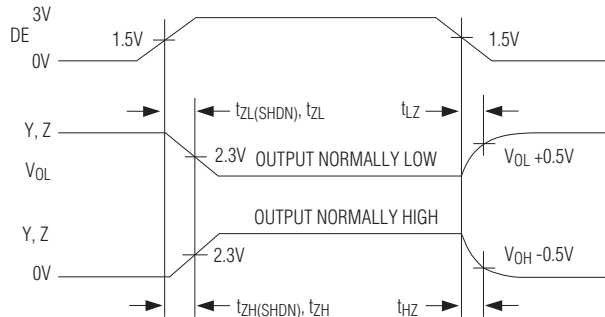 3V
DE
1.5V
1.5V
0V
tZL(SHDN), tZL
tLZ
Y, Z
2.3V
OUTPUT NORMALLY LOW
VOL +0.5V
VOL
OUTPUT NORMALLY HIGH
Y, Z
2.3V
VOH -0.5V
0V
tZH(SHDN), tZH
tHZ